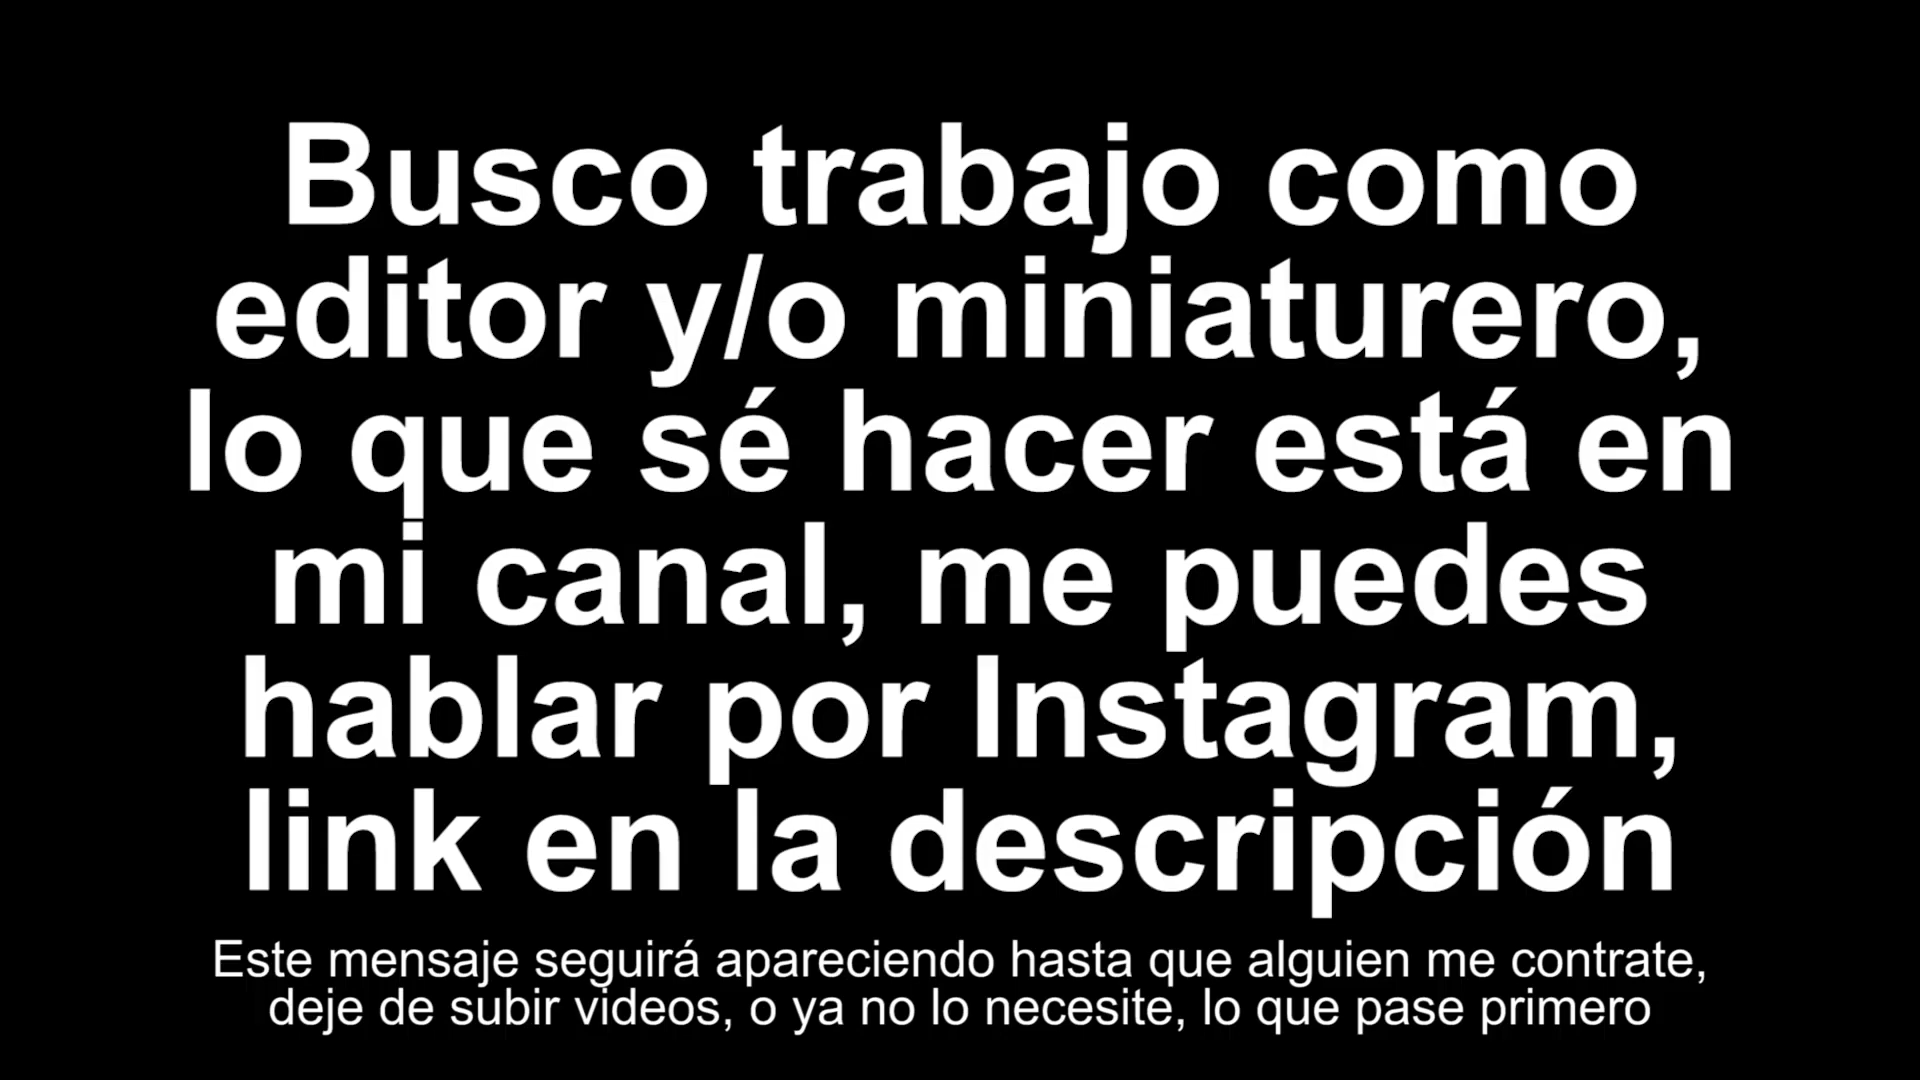 Busco trabajo como
editor y/o miniaturero,
lo que sé hacer está en
mi canal, me puedes
hablar por Instagram,
link en la descripción
Este mensaje seguirá apareciendo hasta que alguien me contrate,
deje de subir videos, o ya no lo necesite, lo que pase primero